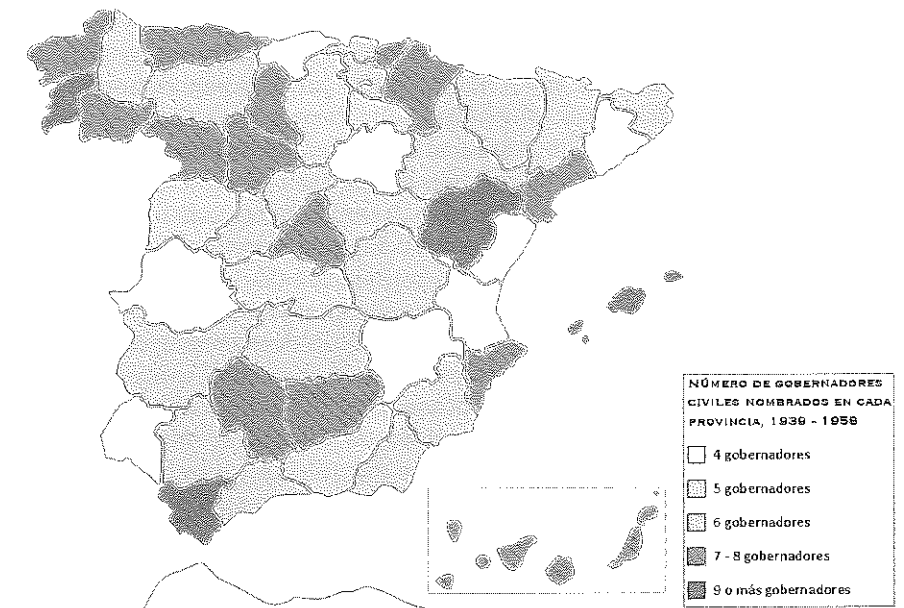 NÚMERO DE GOBERNADORES
CIVILES NOMBRADOS EN CADA
PROVINCIA, 1939 - 1958
4 gobernadores
5 gobernadores
6 gobernadores
7 - 8 gobernadores
9 o más gobernadores